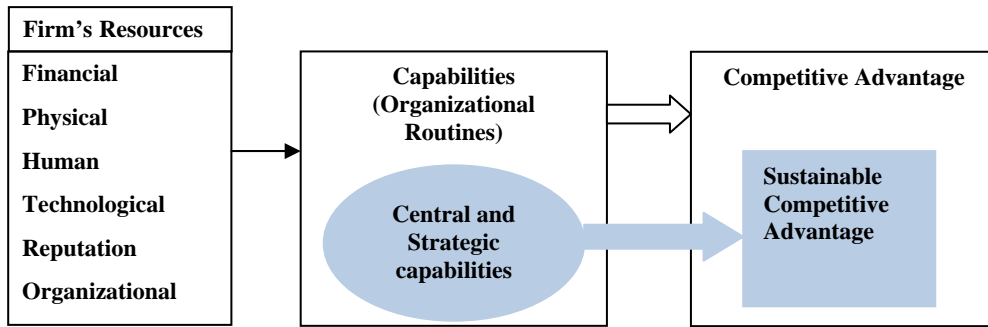 Firm's Resources
Financial
Physical
Human
Technological
Reputation
Organizational
Capabilities
(Organizational
Routines)
Central and
Strategic
capabilities
Competitive Advantage
Sustainable
Competitive
Advantage